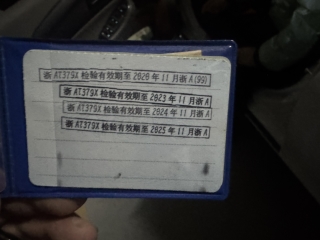 浙 AT379X 检验有效期至 2020 年 11 月浙 A(99)
浙 AT379X 检验有效期至 2023 年 11 月浙 A
浙 AT379X 检验有效期至 2024 年 11 月浙 A
浙 AT379X 检验有效期至 2025 年 11 月浙 A